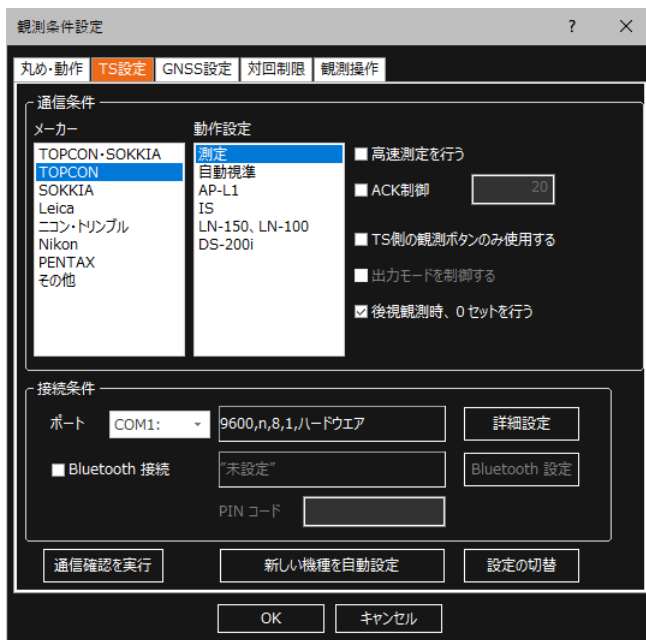 観測条件設定 ? ×
丸め・動作 TS設定 GNSS設定 対回制限 観測操作
通信条件
メーカー 動作設定
TOPCON・SOKKIA
TOPCON
SOKKIA
Leica
ニコン・トリンブル
Nikon
PENTAX
その他
測定
自動視準
AP-L1
IS
LN-150、LN-100
DS-200i
高速測定を行う
ACK制御 20
TS側の観測ボタンのみ使用する
出力モードを制御する
後視観測時、0セットを行う
接続条件
ポート COM1: 9600,n,8,1,ハードウエア 詳細設定
Bluetooth 接続 "未設定" Bluetooth 設定
PIN コード
通信確認を実行 新しい機種を自動設定 設定の切替
OK キャンセル